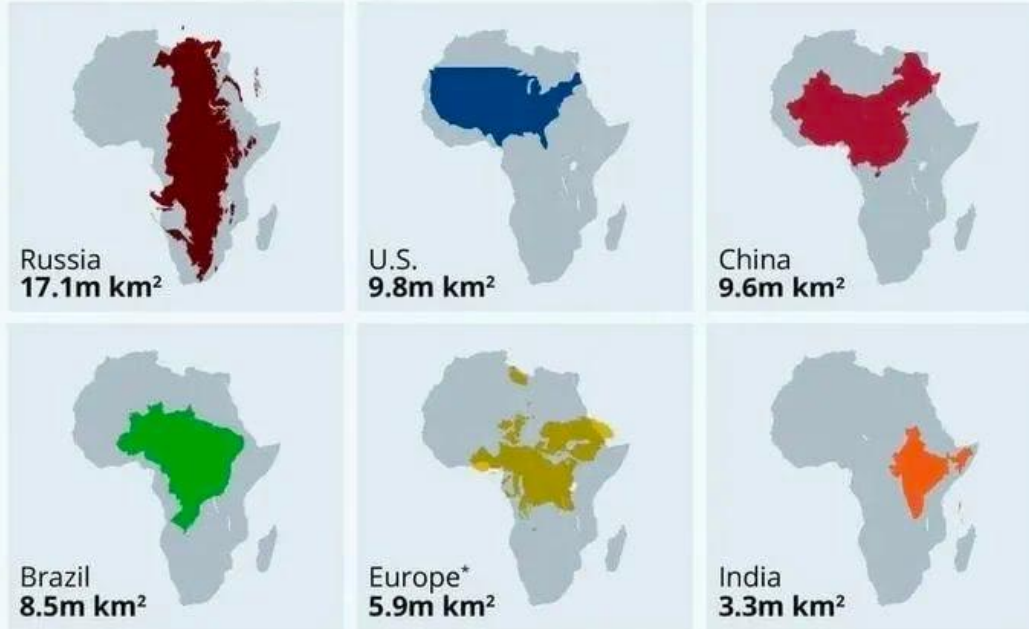 Russia
17.1m km²
U.S.
9.8m km²
China
9.6m km²
Brazil
8.5m km²
Europe*
5.9m km²
India
3.3m km²